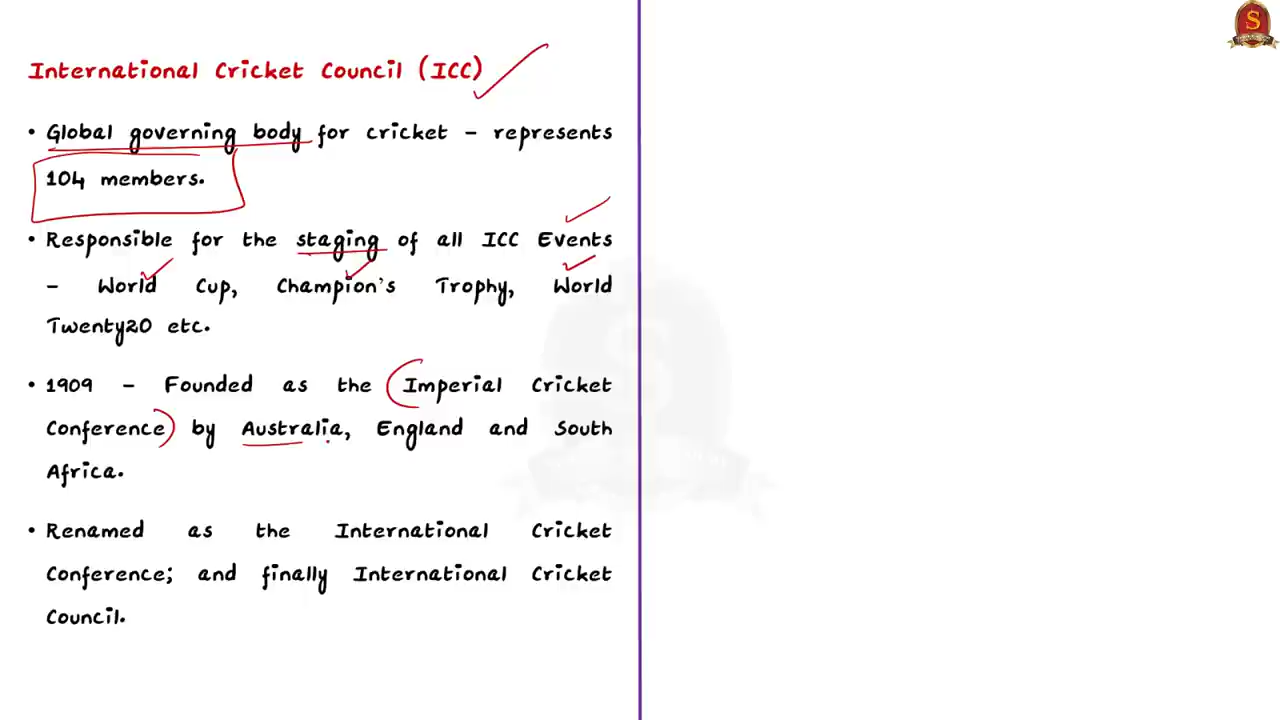 International Cricket Council (ICC)
• Global governing body for cricket – represents
104 members.
• Responsible for the staging of all ICC Events
– World Cup, Champion's Trophy, World
Twenty20 etc.
• 1909 – Founded as the Imperial Cricket
Conference) by Australia, England and South
Africa.
• Renamed as the International Cricket
Conference; and finally International Cricket
Council.
S